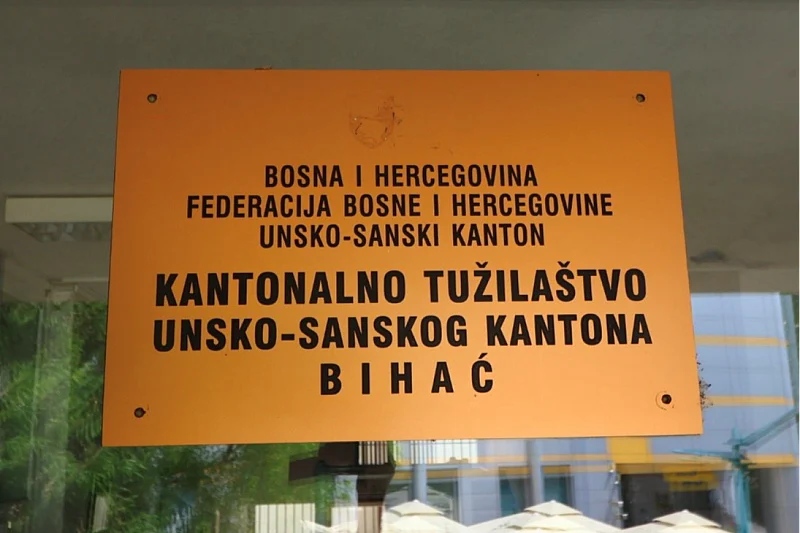 BOSNA I HERCEGOVINA
FEDERACIJA BOSNE I HERCEGOVINE
UNSKO-SANSKI KANTON
KANTONALNO TUŽILAŠTVO
UNSKO-SANSKOG KANTONA
BIHAĆ